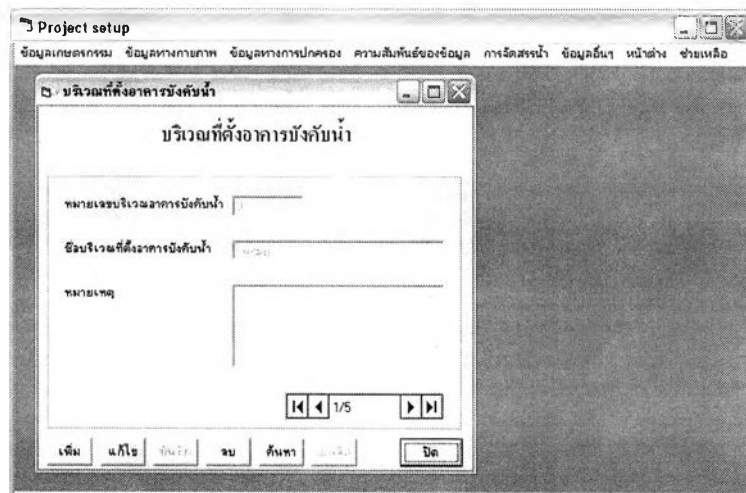 Project setup
ข้อมูลเกษตรกรรม ข้อมูลทางกายภาพ ข้อมูลทางการปกครอง ความสัมพันธ์ของข้อมูล การจัดสรรน้ำ ข้อมูลอื่นๆ หน้าต่าง ช่วยเหลือ
บริเวณที่ตั้งอาคารบังคับน้ำ
บริเวณที่ตั้งอาคารบังคับน้ำ
หมายเลขบริเวณอาคารบังคับน้ำ
ชื่อบริเวณที่ตั้งอาคารบังคับน้ำ
หมายเหตุ
1/5
เพิ่ม แก้ไข บันทึก ลบ ค้นหา ปิด